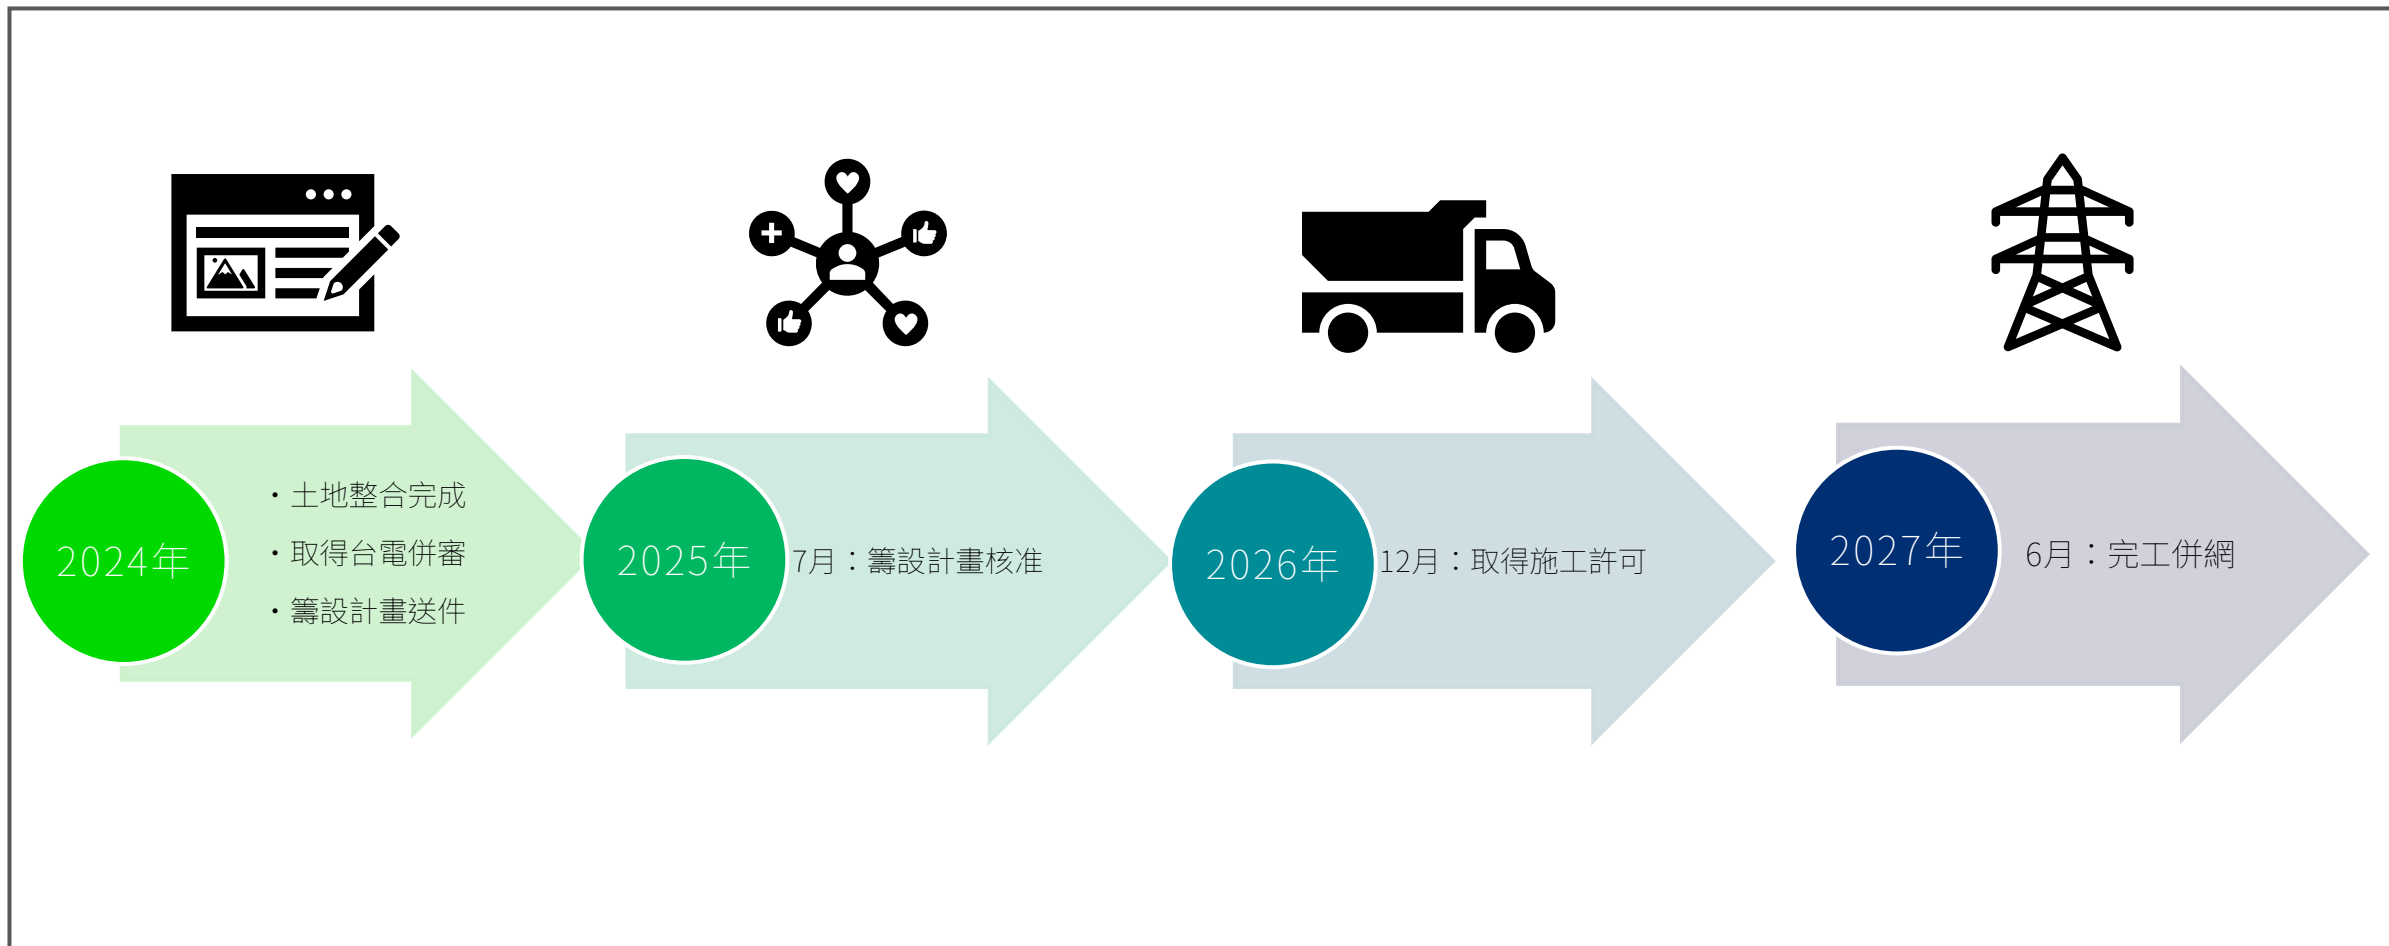 2024年
・土地整合完成
・取得台電併審
・籌設計畫送件
2025年
7月：籌設計畫核准
2026年
12月：取得施工許可
2027年
6月：完工併網